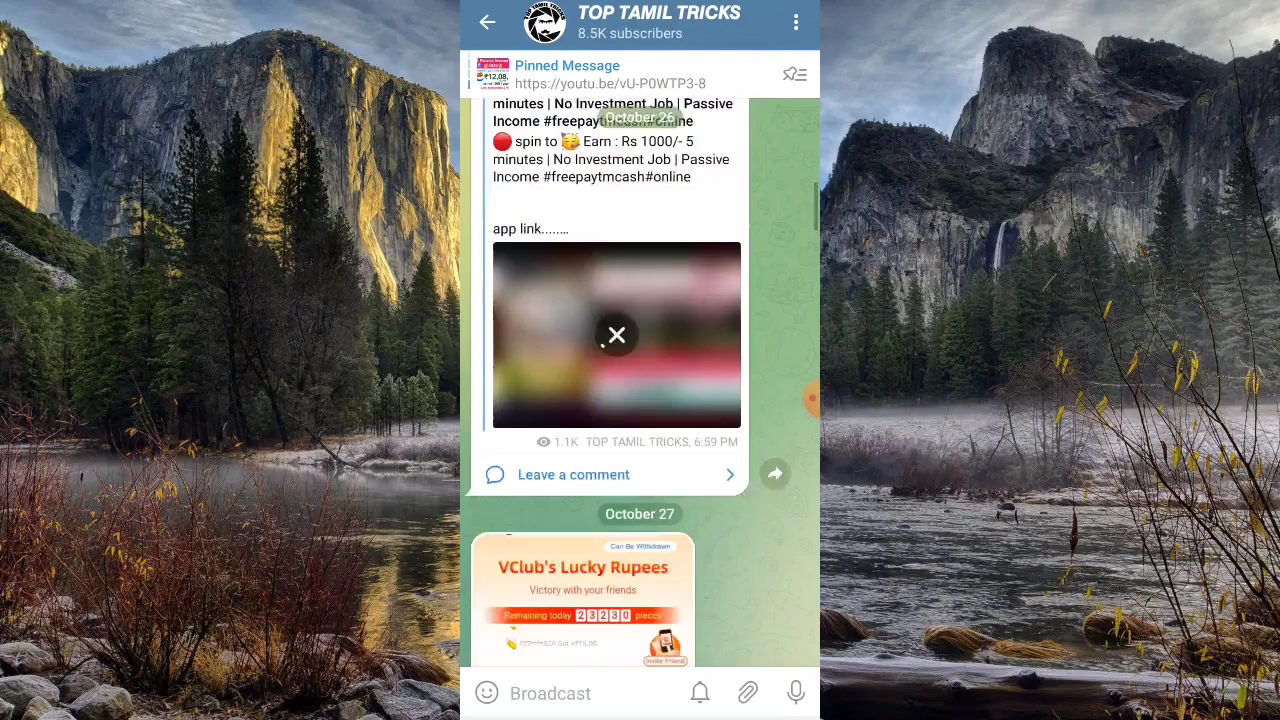 TOP TAMIL TRICKS
8.5K subscribers
Pinned Message
https://youtu.be/vU-P0WTP3-8
minutes | No Investment Job | Passive
Income #freepaytmcash#online
October 26
🔴 spin to 🥳 Earn : Rs 1000/- 5
minutes | No Investment Job | Passive
Income #freepaytmcash#online
app link.......
1.1K TOP TAMIL TRICKS, 6:59 PM
Leave a comment
October 27
Can Be Withdrawn
VClub's Lucky Rupees
Victory with your friends
Remaining today 23230 pieces
Invite Friend
Broadcast